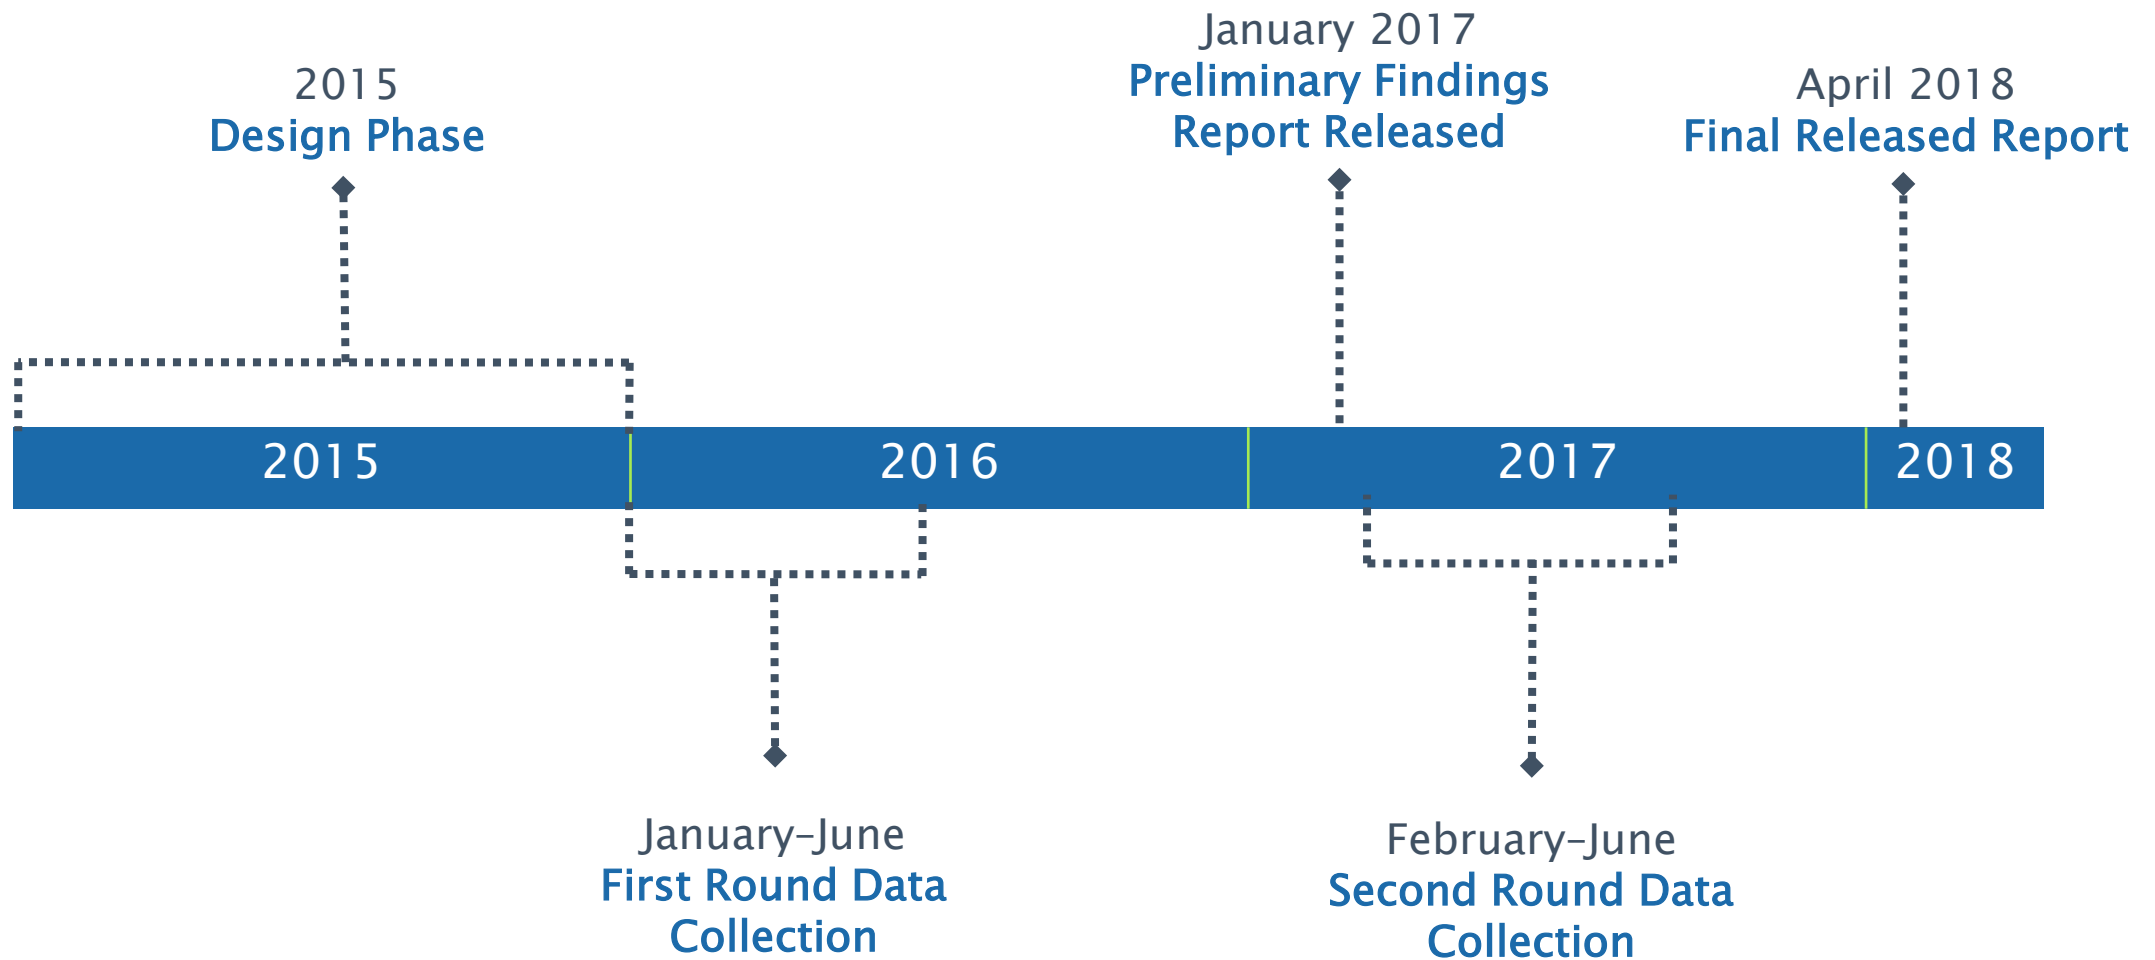 2015
Design Phase
January 2017
Preliminary Findings
Report Released
April 2018
Final Released Report
2015
2016
2017
2018
January–June
First Round Data
Collection
February–June
Second Round Data
Collection